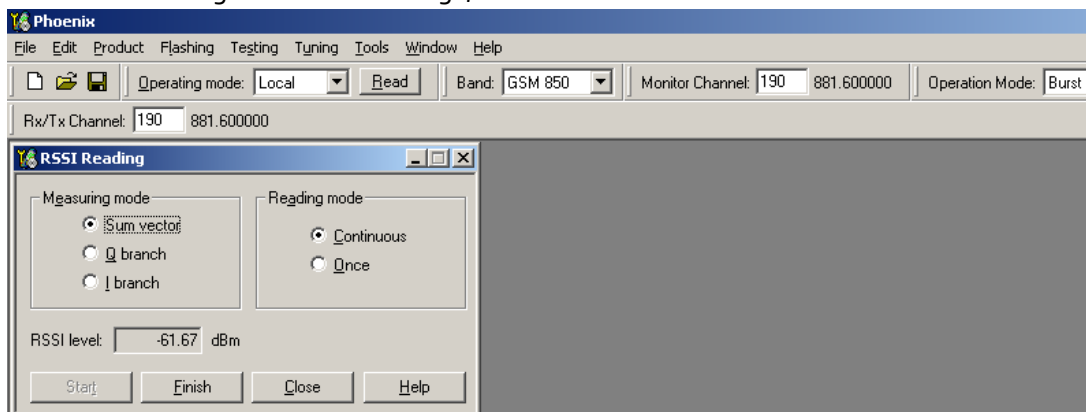 Phoenix
File Edit Product Flashing Testing Tuning Tools Window Help
Operating mode: Local Read Band: GSM 850 Monitor Channel: 190 881.600000 Operation Mode: Burst
Rx/Tx Channel: 190 881.600000
RSSI Reading
Measuring mode Reading mode
Sum vector
Q branch
I branch
Continuous
Once
RSSI level: -61.67 dBm
Start Finish Close Help